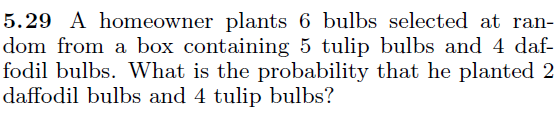 5.29 A homeowner plants 6 bulbs selected at ran-
dom from a box containing 5 tulip bulbs and 4 daf-
fodil bulbs. What is the probability that he planted 2
daffodil bulbs and 4 tulip bulbs?